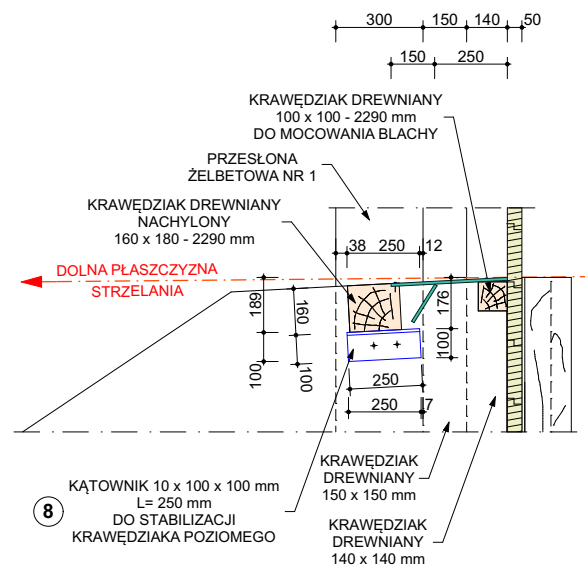 300 150 140 50
150 250
KRAWĘDZIAK DREWNIANY
100 x 100 - 2290 mm
DO MOCOWANIA BLACHY
PRZESŁONA
ŻELBETOWA NR 1
KRAWĘDZIAK DREWNIANY
NACHYLONY
160 x 180 - 2290 mm
38 250 12
DOLNA PŁASZCZYZNA
STRZELANIA
189 160 176
100 100 100
250
250 7
KĄTOWNIK 10 x 100 x 100 mm
L= 250 mm
DO STABILIZACJI
KRAWĘDZIAKA POZIOMEGO
8
KRAWĘDZIAK
DREWNIANY
150 x 150 mm
KRAWĘDZIAK
DREWNIANY
140 x 140 mm